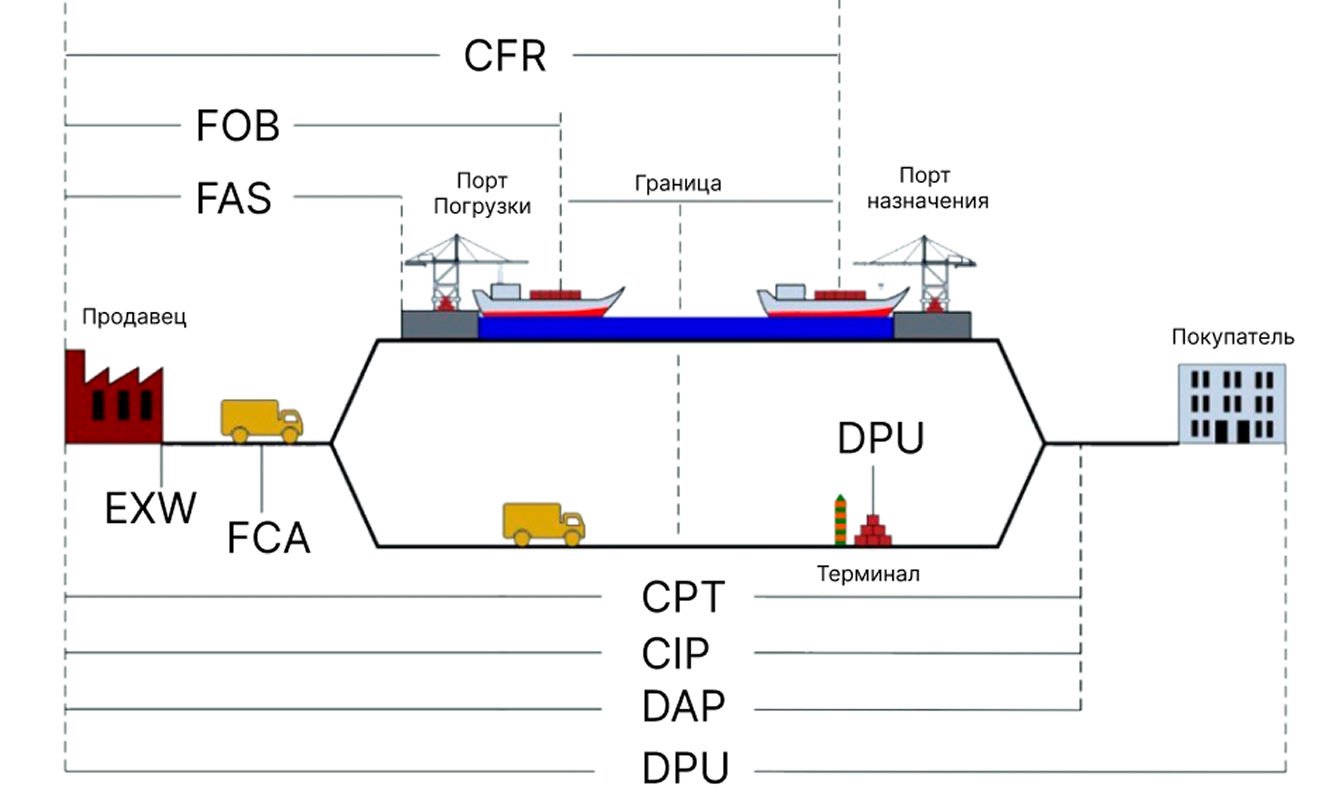 CFR
FOB
FAS
Порт
Погрузки
Граница
Порт
назначения
Продавец
Покупатель
DPU
EXW
FCA
Терминал
CPT
CIP
DAP
DPU